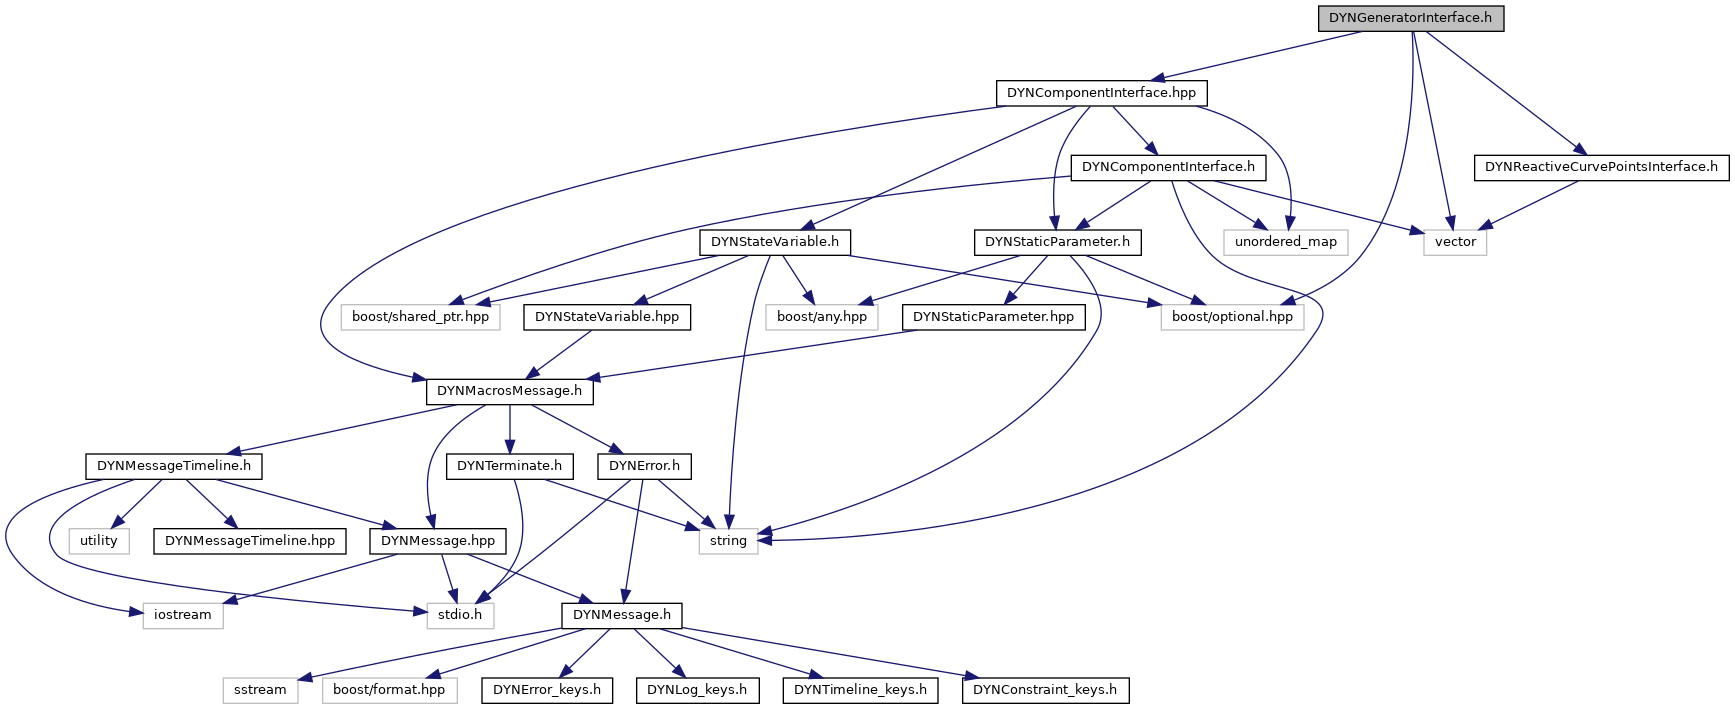 DYNGeneratorInterface.h
DYNComponentInterface.hpp
DYNComponentInterface.h
DYNReactiveCurvePointsInterface.h
DYNStateVariable.h
DYNStaticParameter.h
unordered_map
vector
boost/shared_ptr.hpp
DYNStateVariable.hpp
boost/any.hpp
DYNStaticParameter.hpp
boost/optional.hpp
DYNMacrosMessage.h
DYNMessageTimeline.h
DYNTerminate.h
DYNError.h
utility
DYNMessageTimeline.hpp
DYNMessage.hpp
string
iostream
stdio.h
DYNMessage.h
sstream
boost/format.hpp
DYNError_keys.h
DYNLog_keys.h
DYNTimeline_keys.h
DYNConstraint_keys.h